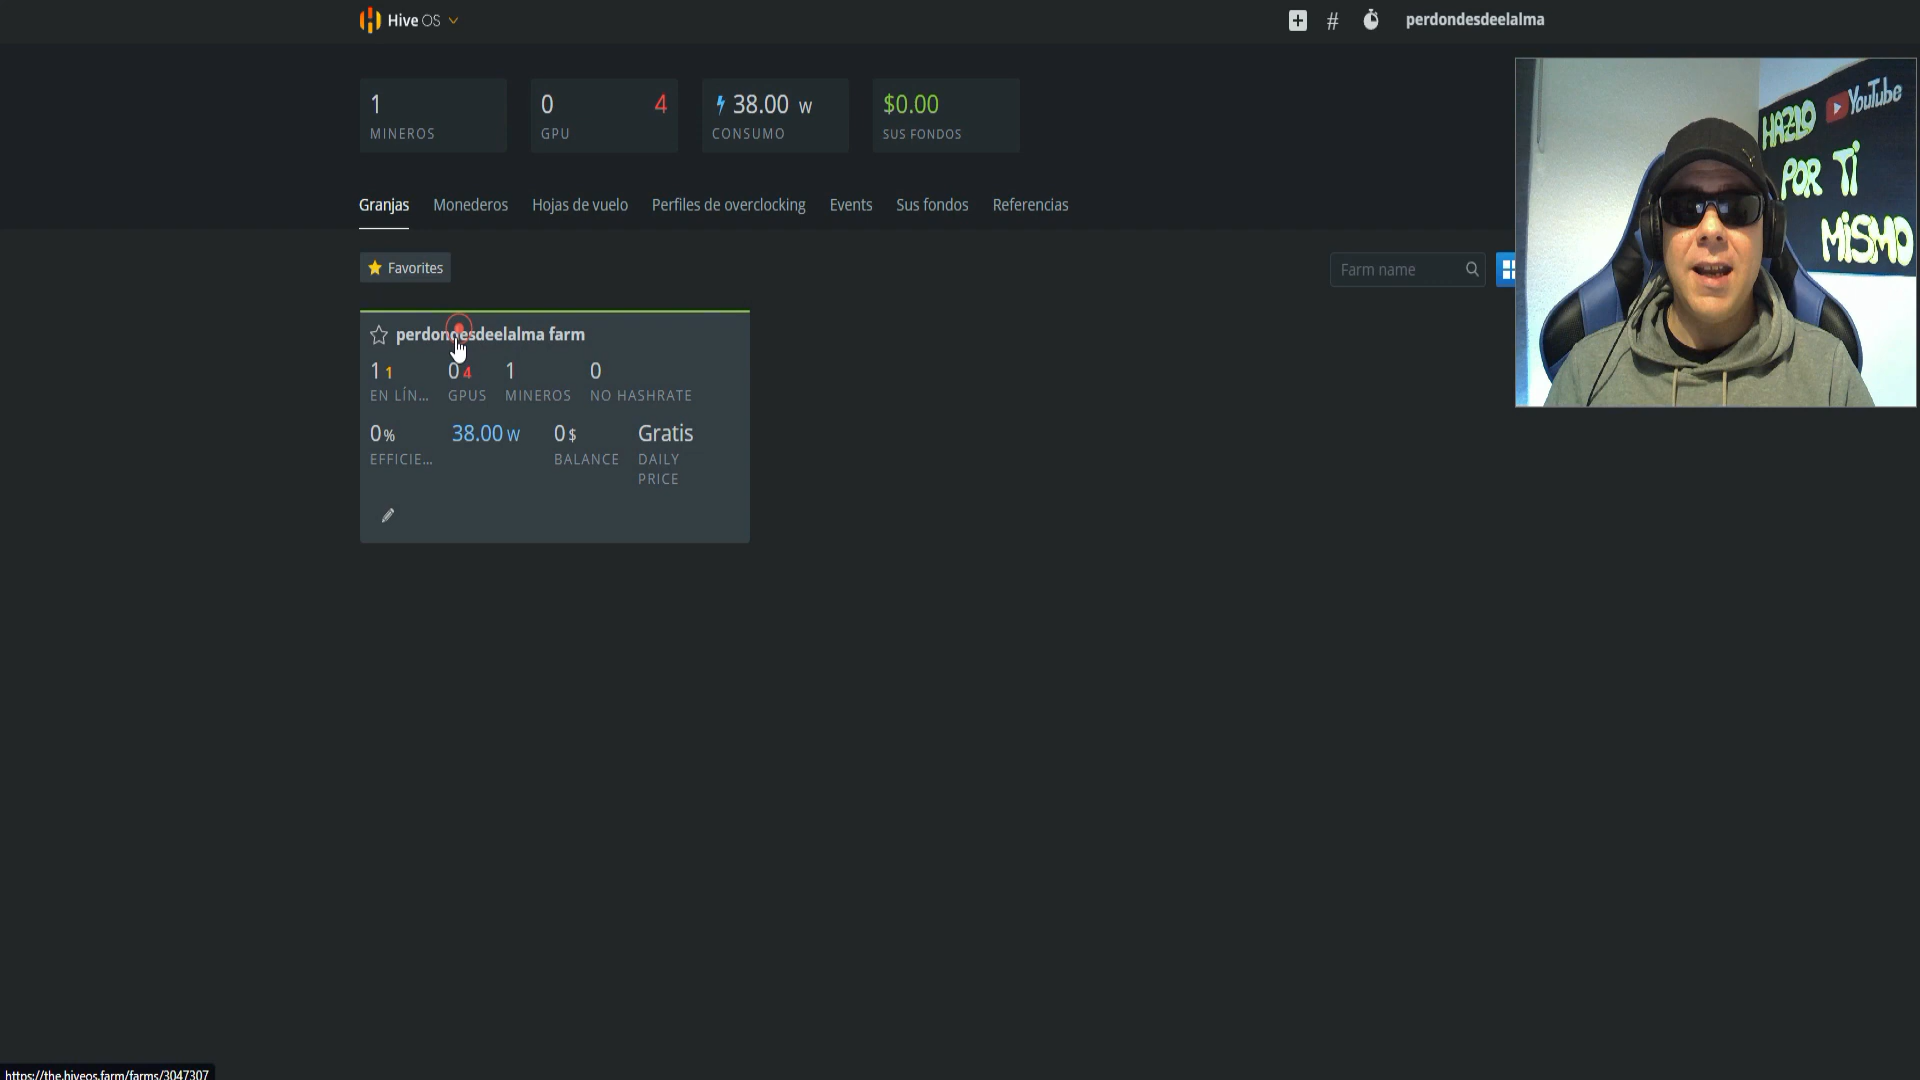 Hive OS
# perdondesdeelalma
1
MINEROS
0 4
GPU
38.00 W
CONSUMO
$0.00
SUS FONDOS
Granjas Monederos Hojas de vuelo Perfiles de overclocking Events Sus fondos Referencias
Favorites
Farm name
perdondesdeelalma farm
1 1 0 4 1 0
EN LÍN... GPUS MINEROS NO HASHRATE
0 % 38.00 W 0 $ Gratis
EFFICIE... BALANCE DAILY
PRICE
YouTube
HAZLO
POR TI
MiSMO
https://the.hiveos.farm/farms/3047307